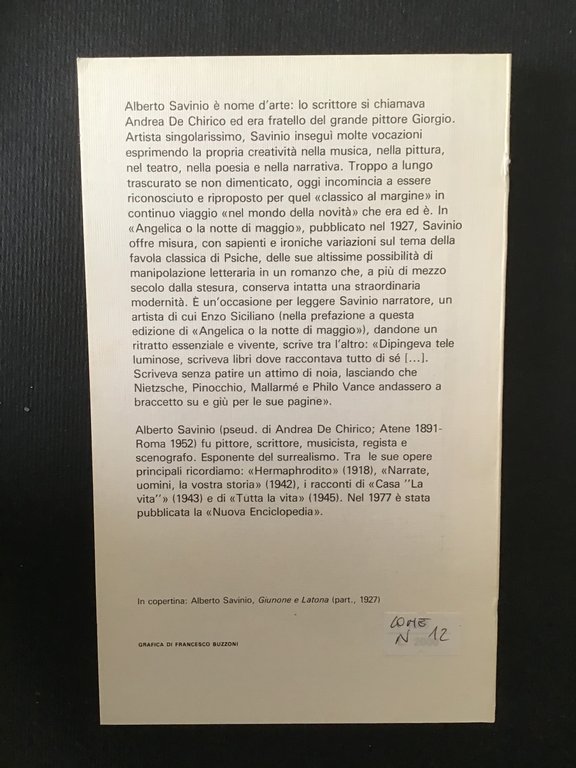 Alberto Savinio è nome d'arte: lo scrittore si chiamava
Andrea De Chirico ed era fratello del grande pittore Giorgio.
Artista singolarissimo, Savinio inseguì molte vocazioni
esprimendo la propria creatività nella musica, nella pittura,
nel teatro, nella poesia e nella narrativa. Troppo a lungo
trascurato se non dimenticato, oggi incomincia a essere
riconosciuto e riproposto per quel «classico al margine» in
continuo viaggio «nel mondo della novità» che era ed è. In
«Angelica o la notte di maggio», pubblicato nel 1927, Savinio
offre misura, con sapienti e ironiche variazioni sul tema della
favola classica di Psiche, delle sue altissime possibilità di
manipolazione letteraria in un romanzo che, a più di mezzo
secolo dalla stesura, conserva intatta una straordinaria
modernità. È un'occasione per leggere Savinio narratore, un
artista di cui Enzo Siciliano (nella prefazione a questa
edizione di «Angelica o la notte di maggio»), dandone un
ritratto essenziale e vivente, scrive tra l'altro: «Dipingeva tele
luminose, scriveva libri dove raccontava tutto di sé [...].
Scriveva senza patire un attimo di noia, lasciando che
Nietzsche, Pinocchio, Mallarmé e Philo Vance andassero a
braccetto su e giù per le sue pagine».
Alberto Savinio (pseud. di Andrea De Chirico; Atene 1891-
Roma 1952) fu pittore, scrittore, musicista, regista e
scenografo. Esponente del surrealismo. Tra le sue opere
principali ricordiamo: «Hermaphrodito» (1918), «Narrate,
uomini, la vostra storia» (1942), i racconti di «Casa "La
vita"» (1943) e di «Tutta la vita» (1945). Nel 1977 è stata
pubblicata la «Nuova Enciclopedia».
In copertina: Alberto Savinio, Giunone e Latona (part., 1927)
COME
N 12
GRAFICA DI FRANCESCO BUZZONI